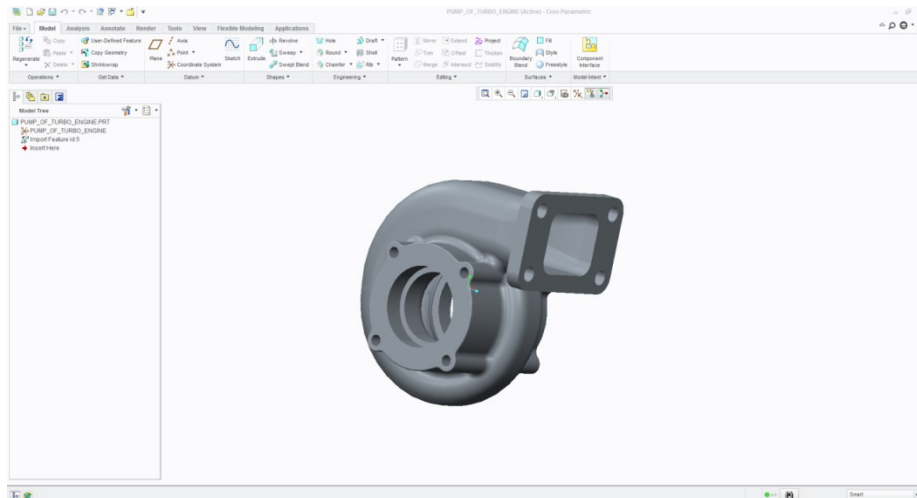 PUMP_OF_TURBO_ENGINE (Active) - Creo Parametric
File Model Analysis Annotate Render Tools View Flexible Modeling Applications
Regenerate Copy Paste Delete User-Defined Feature Copy Geometry Shrinkwrap Plane Axis Point Coordinate System Sketch Extrude Revolve Sweep Swept Blend Hole Round Chamfer Draft Shell Rib Pattern Mirror Trim Merge Extend Offset Intersect Project Thicken Solidify Boundary Blend Fill Style Freestyle Component Interface
Operations Get Data Datum Shapes Engineering Editing Surfaces Model Intent
Model Tree
PUMP_OF_TURBO_ENGINE.PRT
PUMP_OF_TURBO_ENGINE
Import Feature id 5
Insert Here
Smart